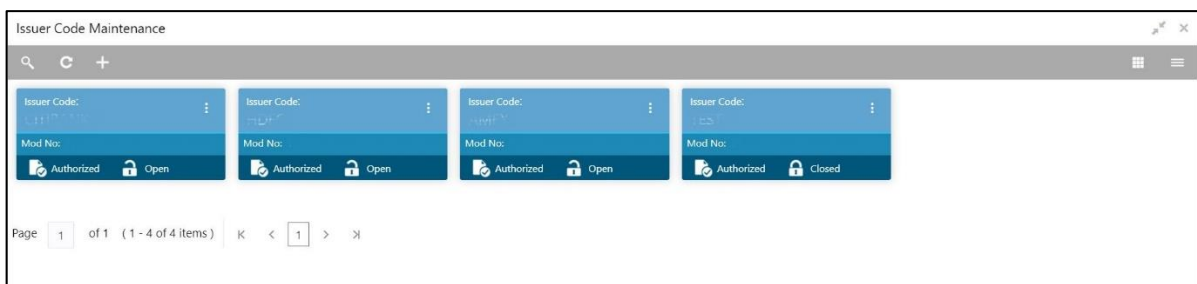 Issuer Code Maintenance
Issuer Code: Issuer Code: Issuer Code: Issuer Code:
Mod No: Mod No: Mod No: Mod No:
Authorized Open Authorized Open Authorized Open Authorized Closed
Page 1 of 1 ( 1 - 4 of 4 items ) 1